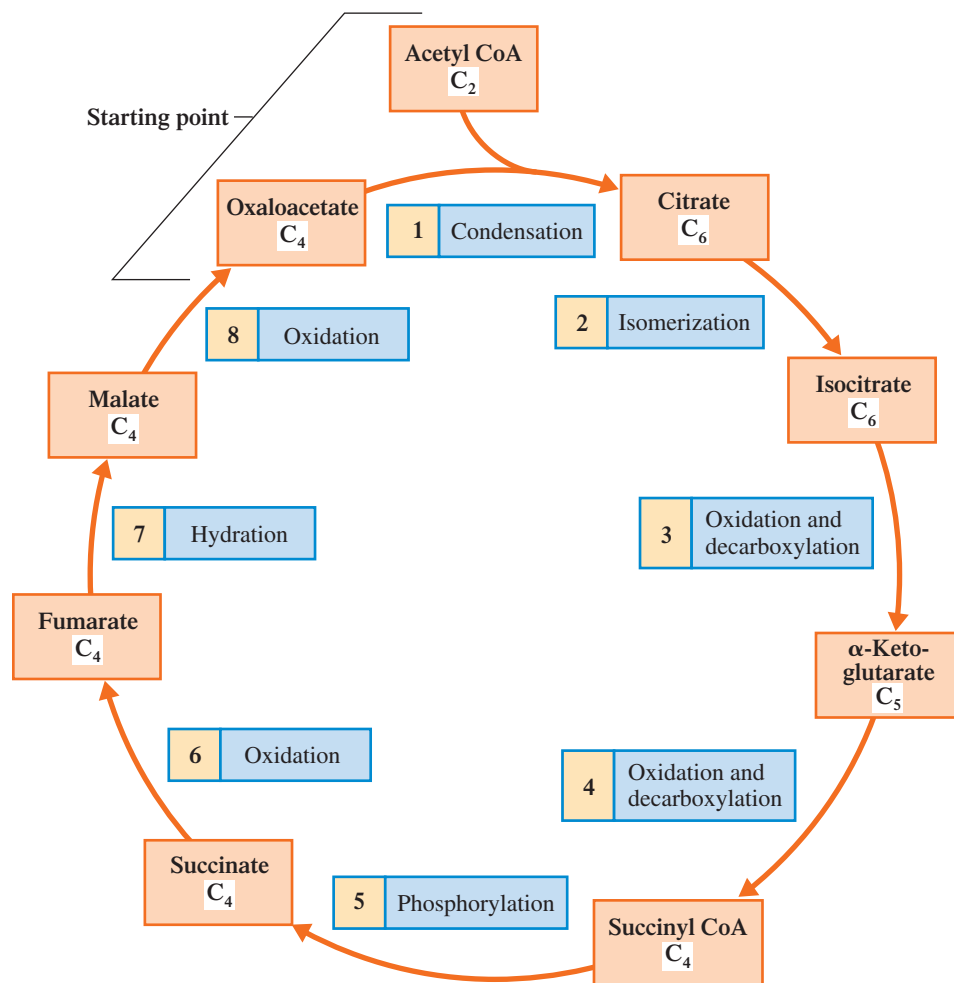 Acetyl CoA
C₂
Starting point
Oxaloacetate
C₄
1 Condensation
Citrate
C₆
2 Isomerization
Isocitrate
C₆
3 Oxidation and
decarboxylation
α-Keto-
glutarate
C₅
4 Oxidation and
decarboxylation
Succinyl CoA
C₄
5 Phosphorylation
Succinate
C₄
6 Oxidation
Fumarate
C₄
7 Hydration
Malate
C₄
8 Oxidation